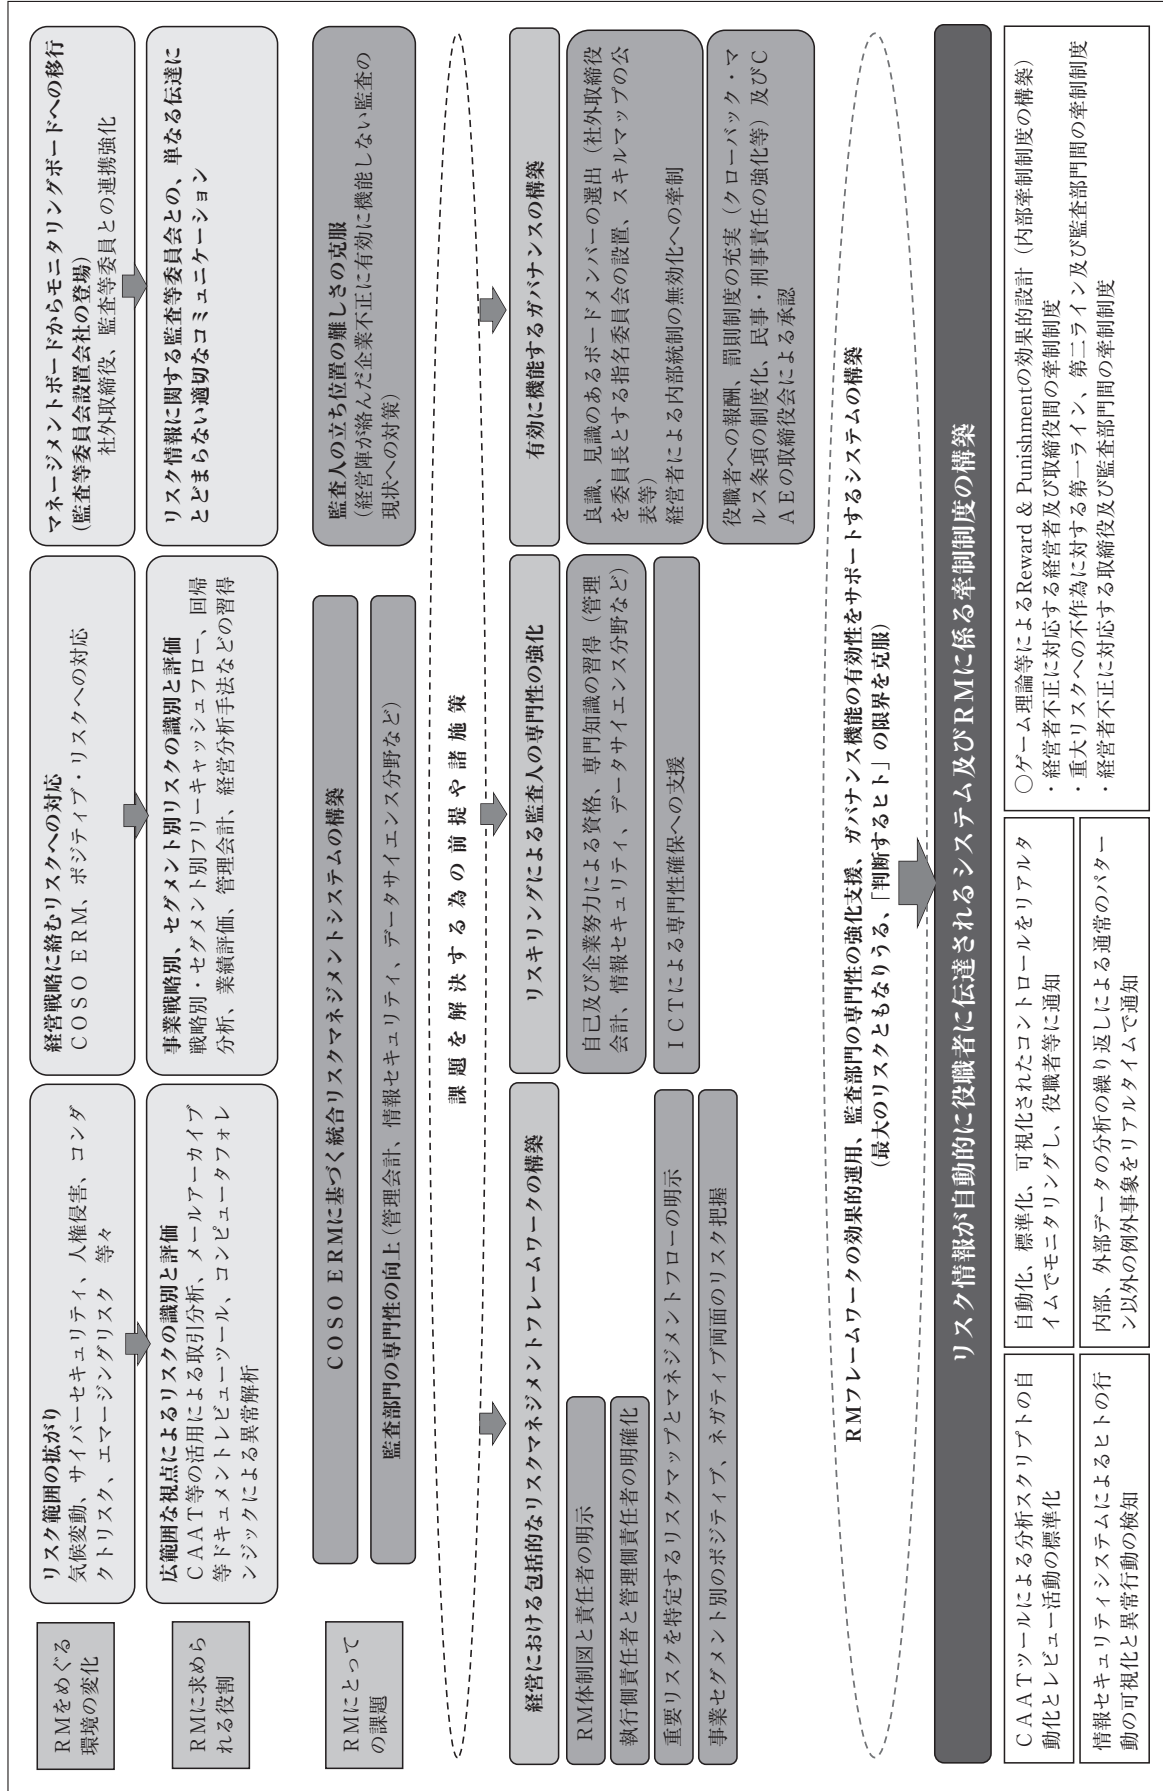 RMをめぐる
環境の変化
リスク範囲の拡がり
気候変動、サイバーセキュリティ、人権侵害、コンダ
クトリスク、エマージングリスク 等々
経営戦略に絡むリスクへの対応
COSO ERM、ポジティブ・リスクへの対応
マネージメントボードからモニタリングボードへの移行
(監査等委員会設置会社の登場)
社外取締役、監査等委員との連携強化
RMに求めら
れる役割
広範囲な視点によるリスクの識別と評価
CAAT等の活用による取引分析、メールアーカイブ
等ドキュメントレビューツール、コンピュータフォレ
ンジックによる異常解析
事業戦略別、セグメント別リスクの識別と評価
戦略別・セグメント別フリーキャッシュフロー、回帰
分析、業績評価、管理会計、経営分析手法などの習得
リスク情報に関する監査等委員会との、単なる伝達に
とどまらない適切なコミュニケーション
RMにとって
の課題
COSO ERMに基づく統合リスクマネジメントシステムの構築
監査部門の専門性の向上(管理会計、情報セキュリティ、データサイエンス分野など)
監査人の立ち位置の難しさの克服
(経営陣が絡んだ企業不正に有効に機能しない監査の
現状への対策)
課題を解決する為の前提や諸施策
経営における包括的なリスクマネジメントフレームワークの構築
RM体制図と責任者の明示
執行側責任者と管理側責任者の明確化
重要リスクを特定するリスクマップとマネジメントフローの明示
事業セグメント別のポジティブ、ネガティブ両面のリスク把握
リスキリングによる監査人の専門性の強化
自己及び企業努力による資格、専門知識の習得(管理
会計、情報セキュリティ、データサイエンス分野など)
ICTによる専門性確保への支援
有効に機能するガバナンスの構築
良識、見識のあるボードメンバーの選出(社外取締役
を委員長とする指名委員会の設置、スキルマップの公
表等)
経営者による内部統制の無効化への牽制
役職者への報酬、罰則制度の充実(クローバック・マ
ルス条項の制度化、民事・刑事責任の強化等)及びC
AEの取締役会による承認
RMフレームワークの効果的運用、監査部門の専門性の強化支援、ガバナンス機能の有効性をサポートするシステムの構築
(最大のリスクともなりうる、「判断するヒト」の限界を克服)
リスク情報が自動的に役職者に伝達されるシステム及びRMに係る牽制制度の構築
CAATツールによる分析スクリプトの自
動化とレビュー活動の標準化
自動化、標準化、可視化されたコントロールをリアルタ
イムでモニタリングし、役職者等に通知
情報セキュリティシステムによるヒトの行
動の可視化と異常行動の検知
内部、外部データの分析の繰り返しによる通常のパター
ン以外の例外事象をリアルタイムで通知
○ゲーム理論等によるReward & Punishmentの効果的設計(内部牽制制度の構築)
・経営者不正に対応する経営者及び取締役間の牽制制度
・重大リスクへの不作為に対する第一ライン、第二ライン及び監査部門間の牽制制度
・経営者不正に対応する取締役及び監査部門間の牽制制度